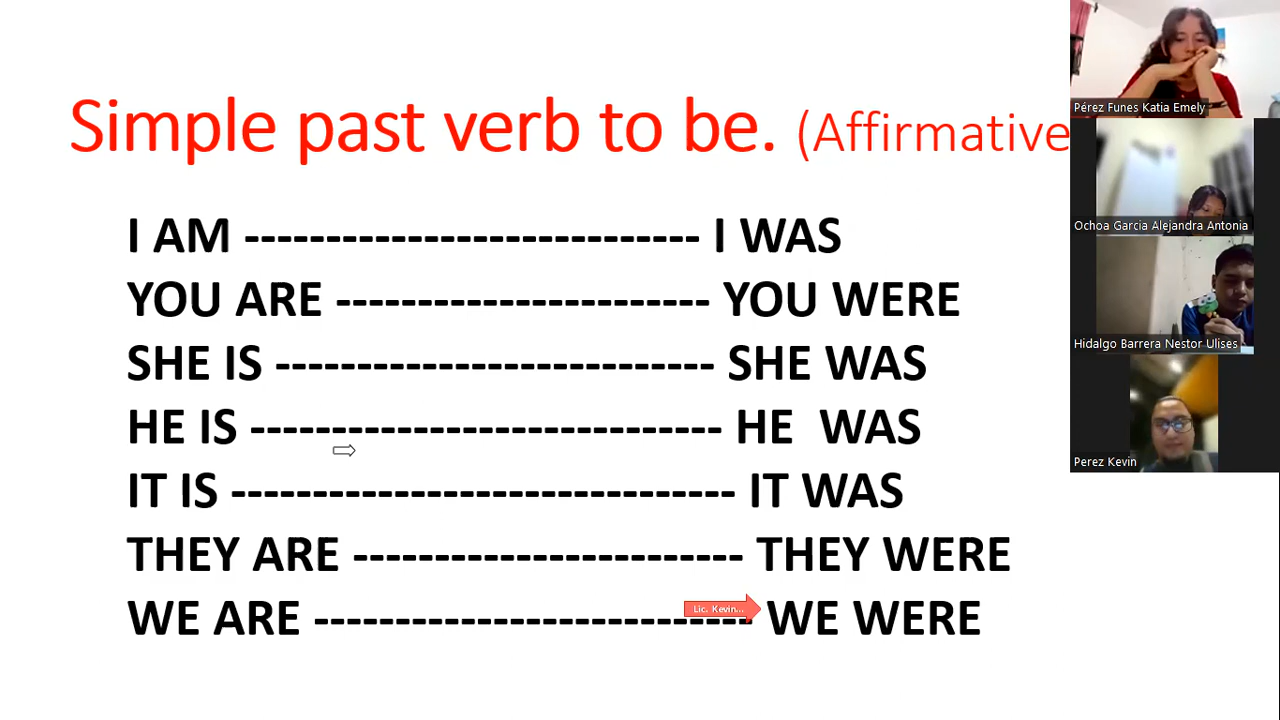 Simple past verb to be. (Affirmative
I AM ---------------------------- I WAS
YOU ARE ----------------------- YOU WERE
SHE IS --------------------------- SHE WAS
HE IS ----------------------------- HE  WAS
IT IS ------------------------------- IT WAS
THEY ARE ------------------------ THEY WERE
WE ARE --------------------------- WE WERE
Lic. Kevin...
Pérez Funes Katia Emely
Ochoa Garcia Alejandra Antonia
Hidalgo Barrera Nestor Ulises
Perez Kevin